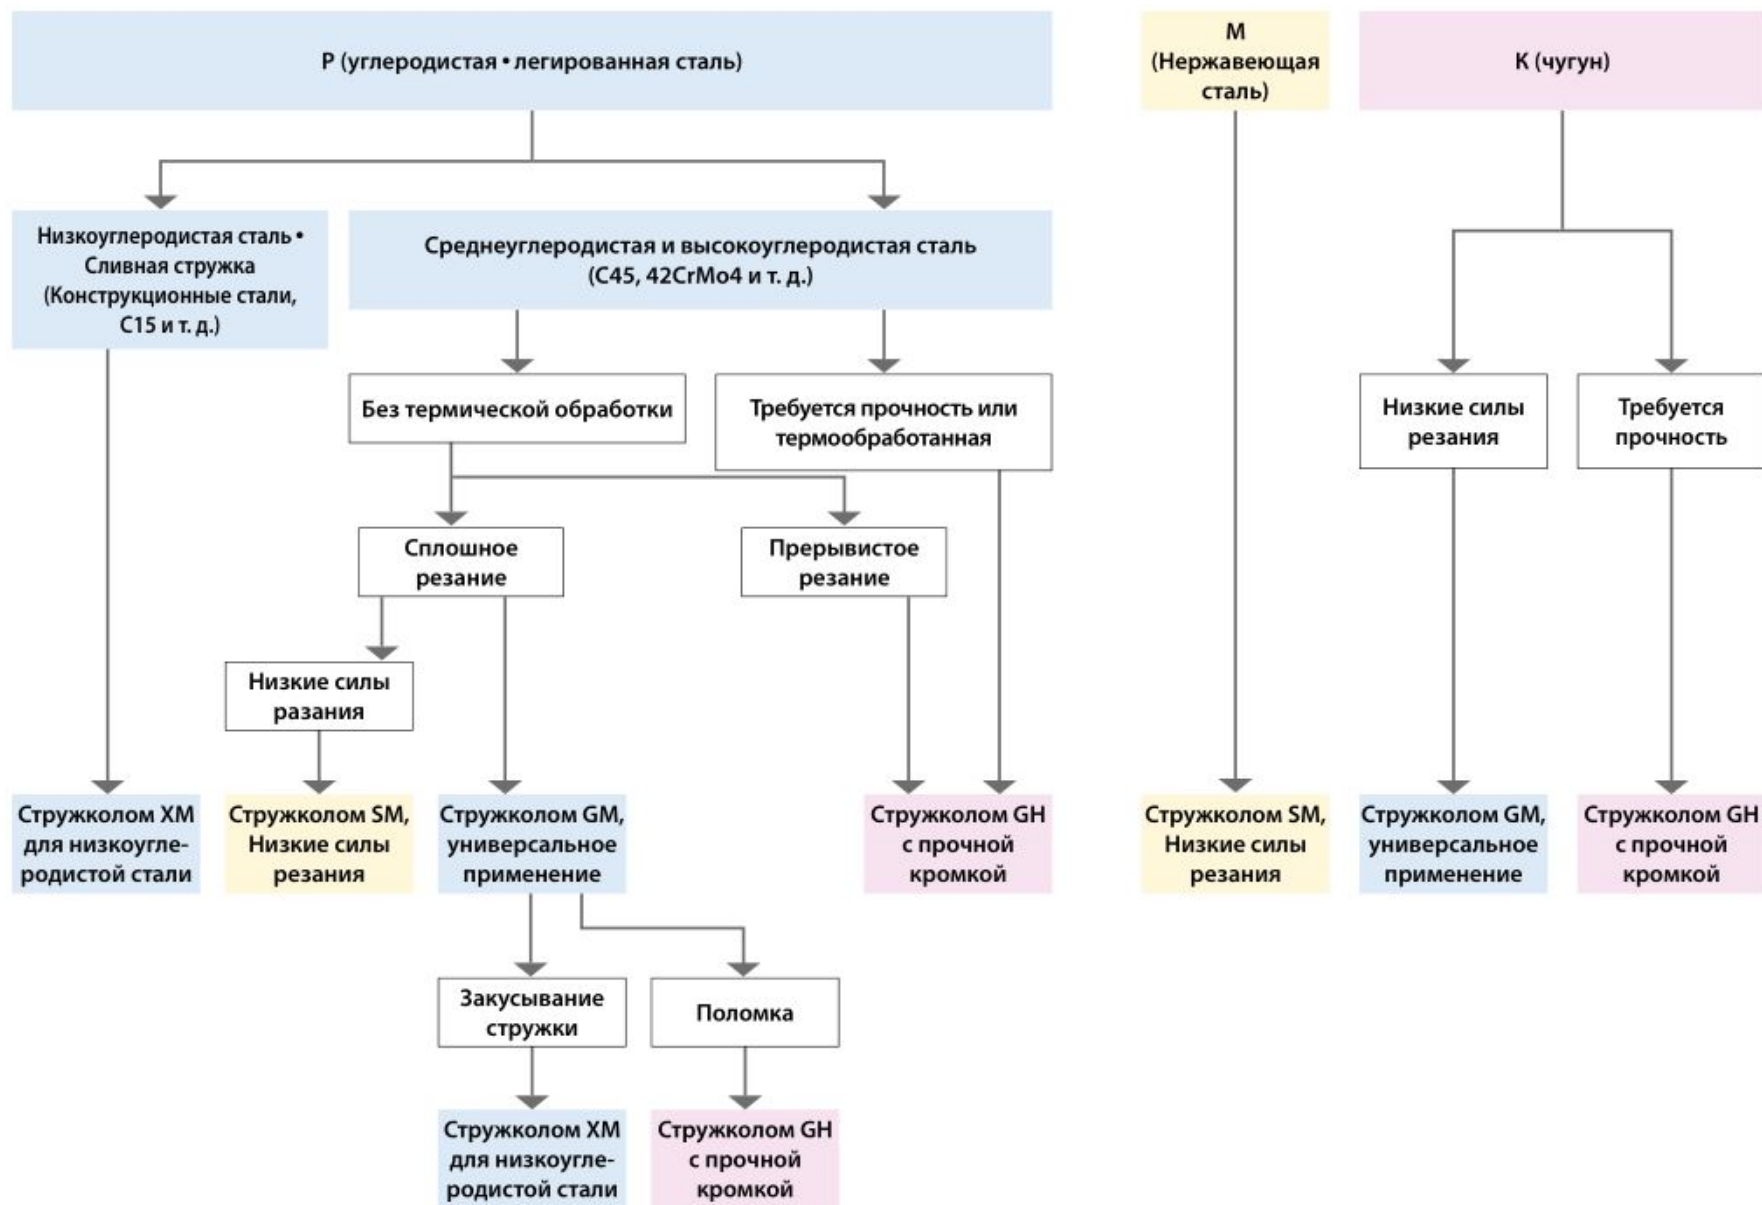 P (углеродистая • легированная сталь)
M
(Нержавеющая
сталь)
K (чугун)
Низкоуглеродистая сталь •
Сливная стружка
(Конструкционные стали,
C15 и т. д.)
Среднеуглеродистая и высокоуглеродистая сталь
(C45, 42CrMo4 и т. д.)
Без термической обработки
Требуется прочность или
термообработанная
Низкие силы
резания
Требуется
прочность
Сплошное
резание
Прерывистое
резание
Низкие силы
разания
Стружколом XM
для низкоугле-
родистой стали
Стружколом SM,
Низкие силы
резания
Стружколом GM,
универсальное
применение
Стружколом GH
с прочной
кромкой
Стружколом SM,
Низкие силы
резания
Стружколом GM,
универсальное
применение
Стружколом GH
с прочной
кромкой
Закусывание
стружки
Поломка
Стружколом XM
для низкоугле-
родистой стали
Стружколом GH
с прочной
кромкой